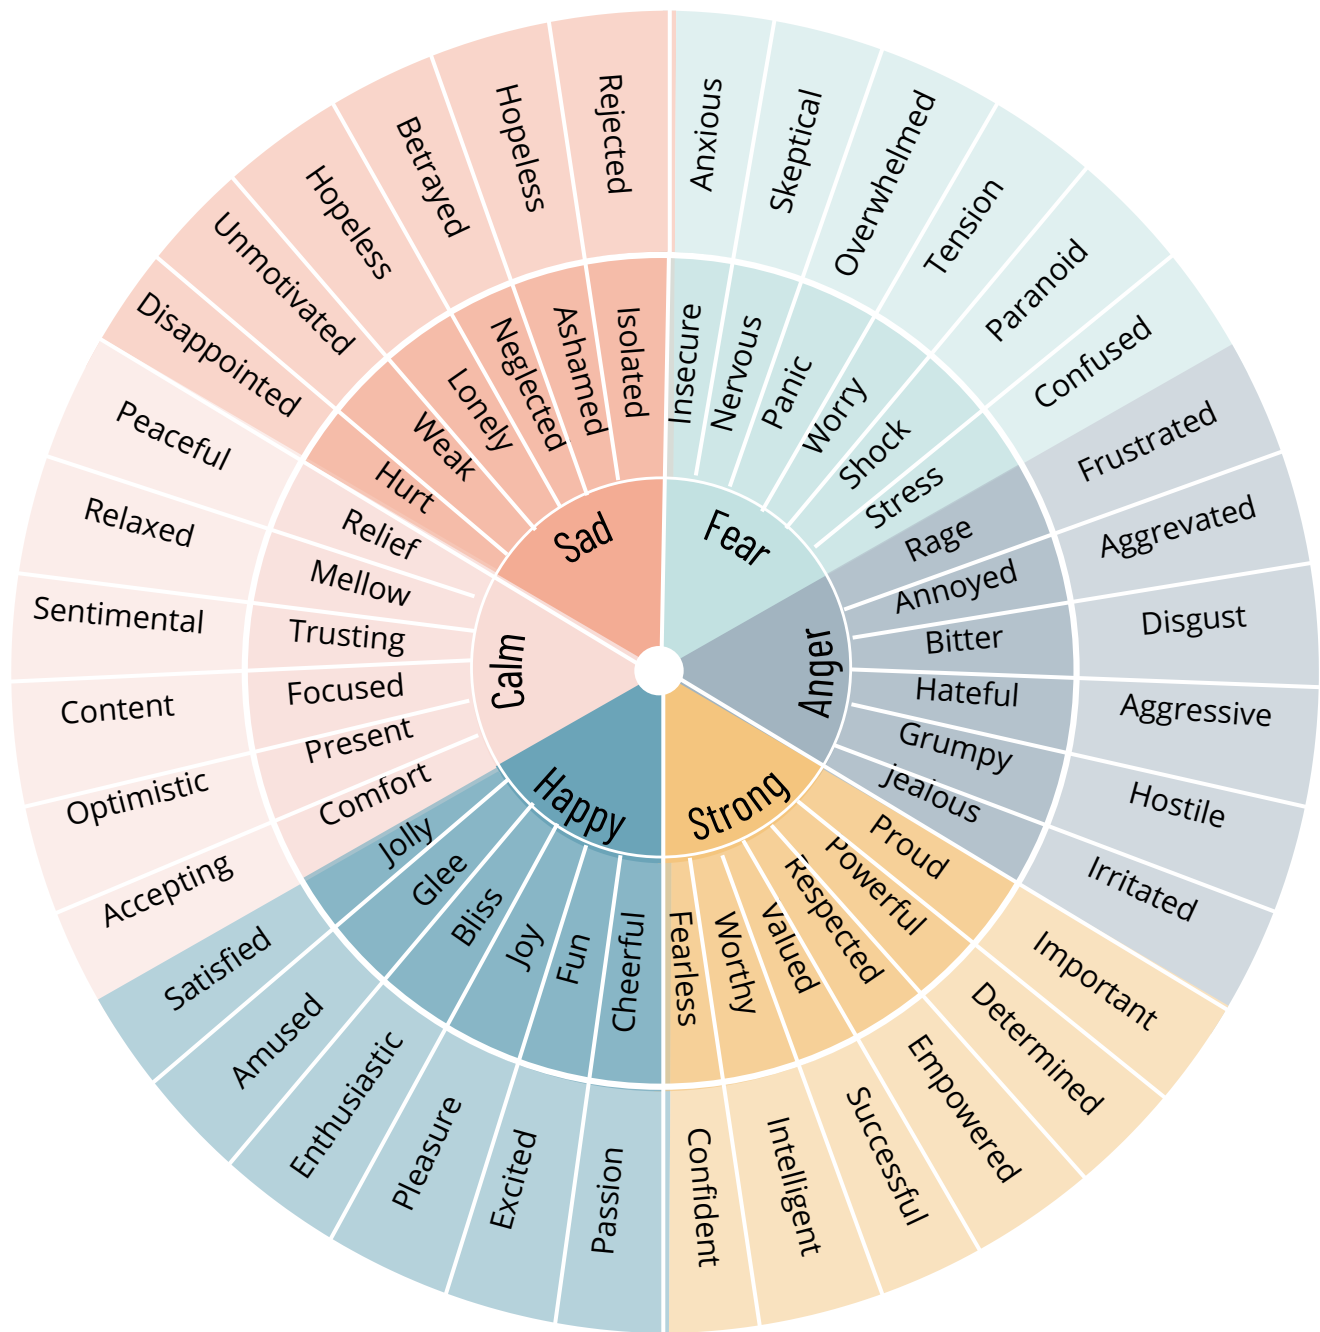 Sad
Fear
Anger
Strong
Happy
Calm
Isolated
Ashamed
Neglected
Lonely
Weak
Hurt
Rejected
Hopeless
Betrayed
Hopeless
Unmotivated
Disappointed
Insecure
Nervous
Panic
Worry
Shock
Stress
Anxious
Skeptical
Overwhelmed
Tension
Paranoid
Confused
Rage
Annoyed
Bitter
Hateful
Grumpy
Jealous
Frustrated
Aggrevated
Disgust
Aggressive
Hostile
Irritated
Proud
Powerful
Respected
Valued
Worthy
Fearless
Important
Determined
Empowered
Successful
Intelligent
Confident
Cheerful
Fun
Joy
Bliss
Glee
Jolly
Passion
Excited
Pleasure
Enthusiastic
Amused
Satisfied
Comfort
Present
Focused
Trusting
Mellow
Relief
Accepting
Optimistic
Content
Sentimental
Relaxed
Peaceful